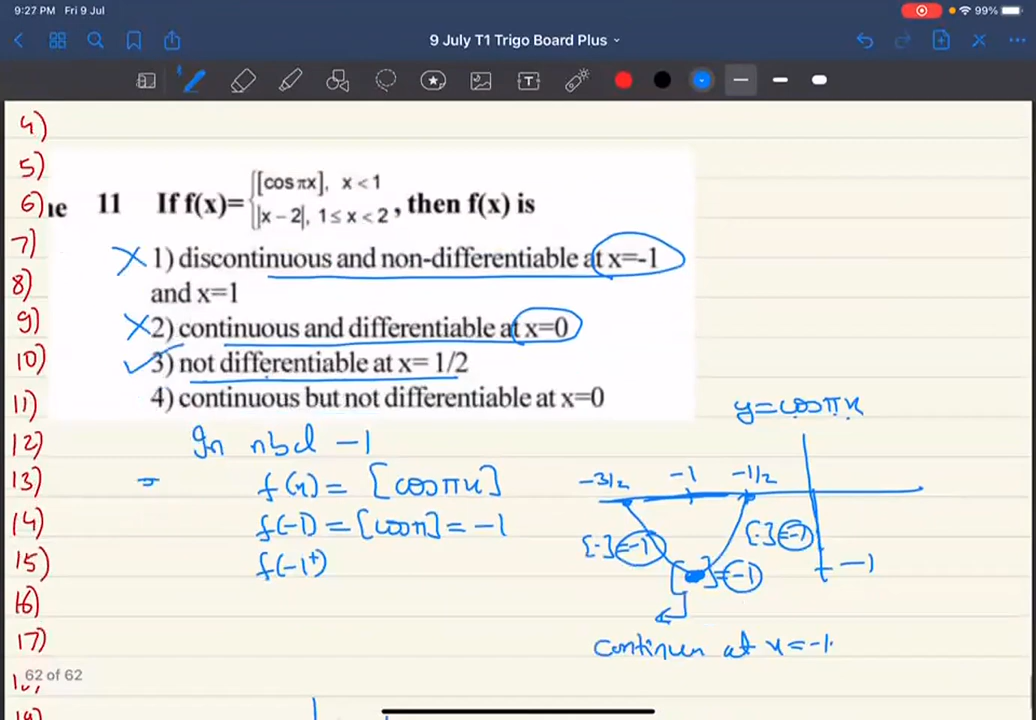 9:27 PM Fri 9 Jul
99%
9 July T1 Trigo Board Plus
T
4)
5)
6)
ne 11 If f(x)= { [cos πx], x < 1
|x − 2|, 1 ≤ x < 2 , then f(x) is
7)
1) discontinuous and non-differentiable at x=-1
8)
and x=1
9)
2) continuous and differentiable at x=0
10)
3) not differentiable at x= 1/2
11)
4) continuous but not differentiable at x=0
y=cosπx
12)
In nbd −1
13)
= f(x) = [cosπx]
-3/2 -1 -1/2
14)
f(-1) = [cosπ] = -1
[·]=-1 [·]=-1
15)
f(-1⁺)
[ ]=-1
-1
16)
17)
continuen at x=-1
62 of 62